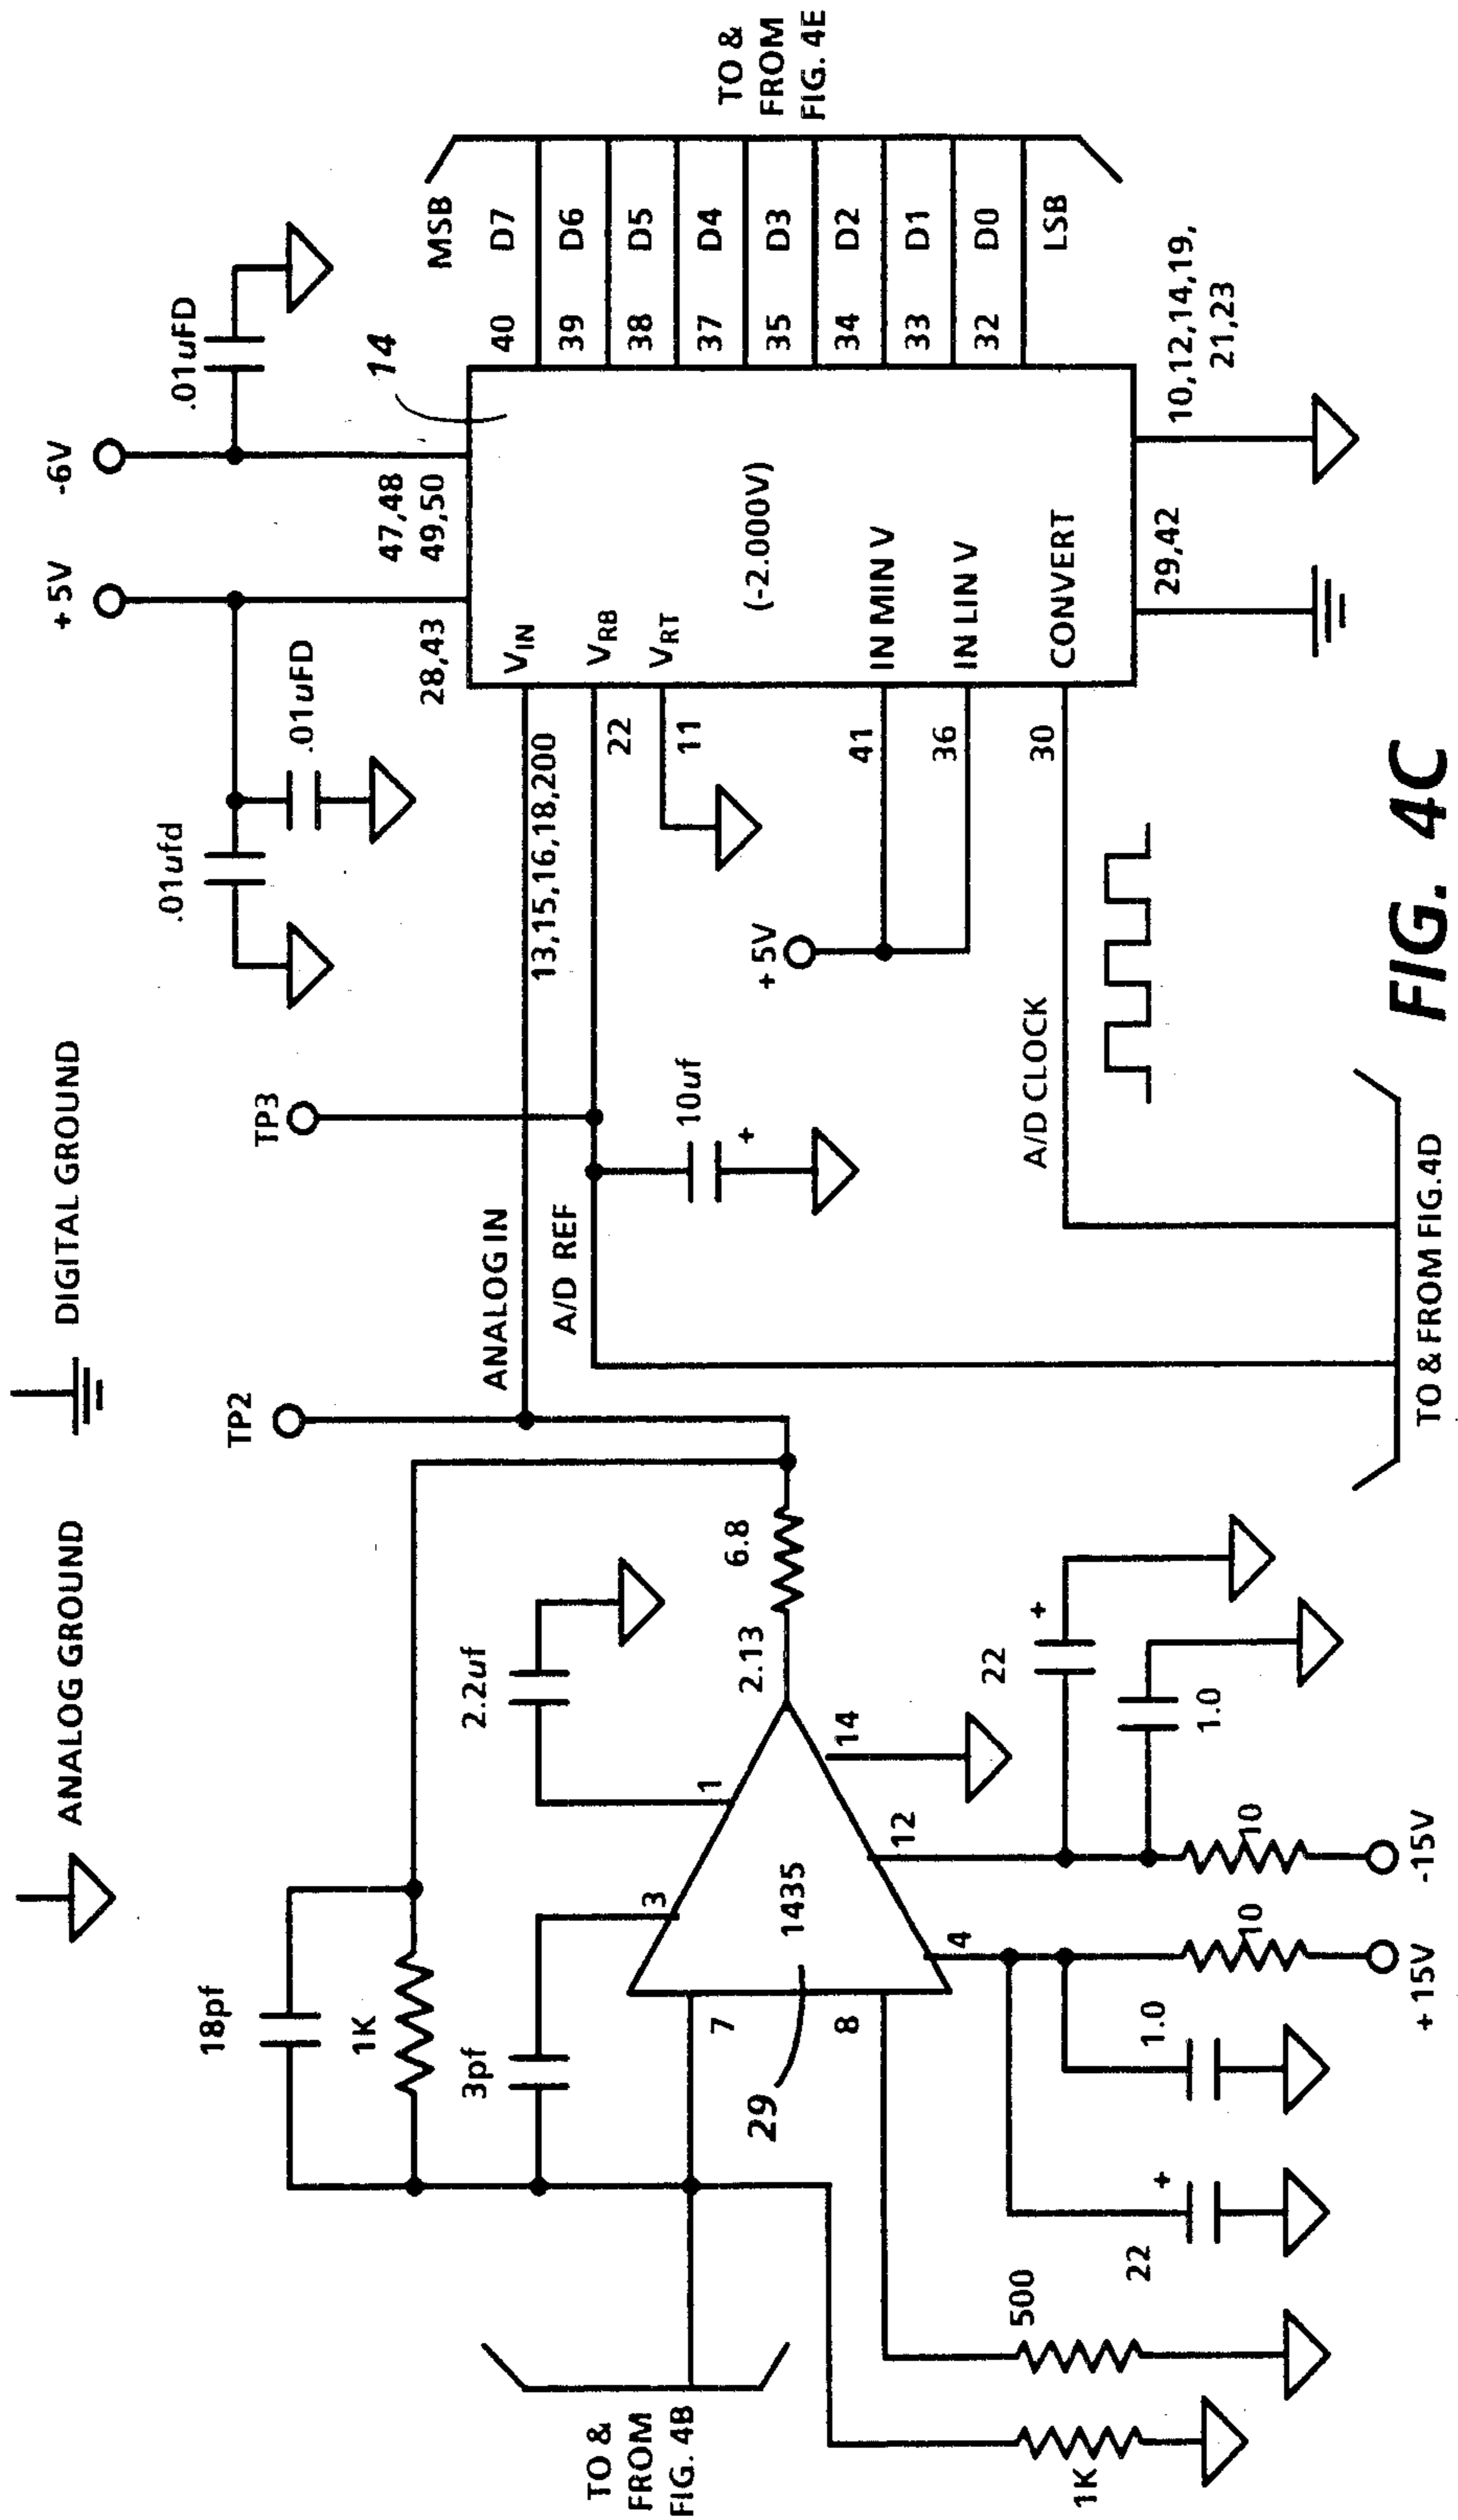 ANALOG GROUND
DIGITAL GROUND
+5V
-6V
TP2
TP3
.01ufd
.01uFD
.01uFD
14
18pf
1K
3pf
2.2uf
28,43
47,48
49,50
MSB
ANALOG IN
13,15,16,18,200
VIN
A/D REF
22
VRB
11
VRT
(-2.000V)
40 D7
39 D6
38 D5
37 D4
35 D3
34 D2
33 D1
32 D0
LSB
TO &
FROM
FIG. 4E
TO &
FROM
FIG. 4B
7
3
1
8
29
1435
2.13
6.8
14
12
4
10uf
+
+5V
41
IN MIN V
36
IN LIN V
30
CONVERT
A/D CLOCK
29,42
10,12,14,19,
21,23
1K
500
22
+
1.0
10
10
22
+
1.0
+15V
-15V
TO & FROM FIG.4D
FIG. 4C